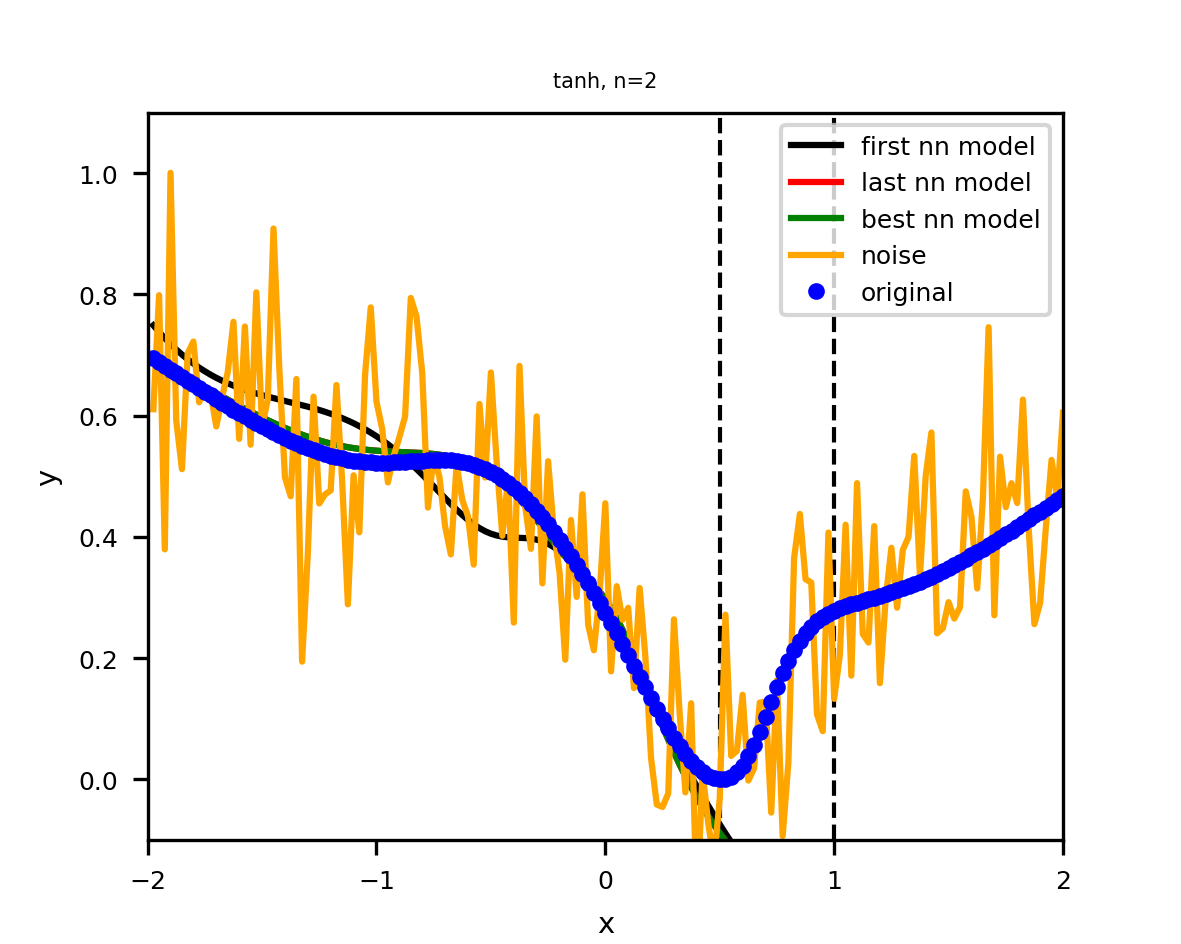 tanh, n=2
first nn model
last nn model
best nn model
noise
original
1.0
0.8
0.6
0.4
0.2
0.0
y
−2 −1 0 1 2
x